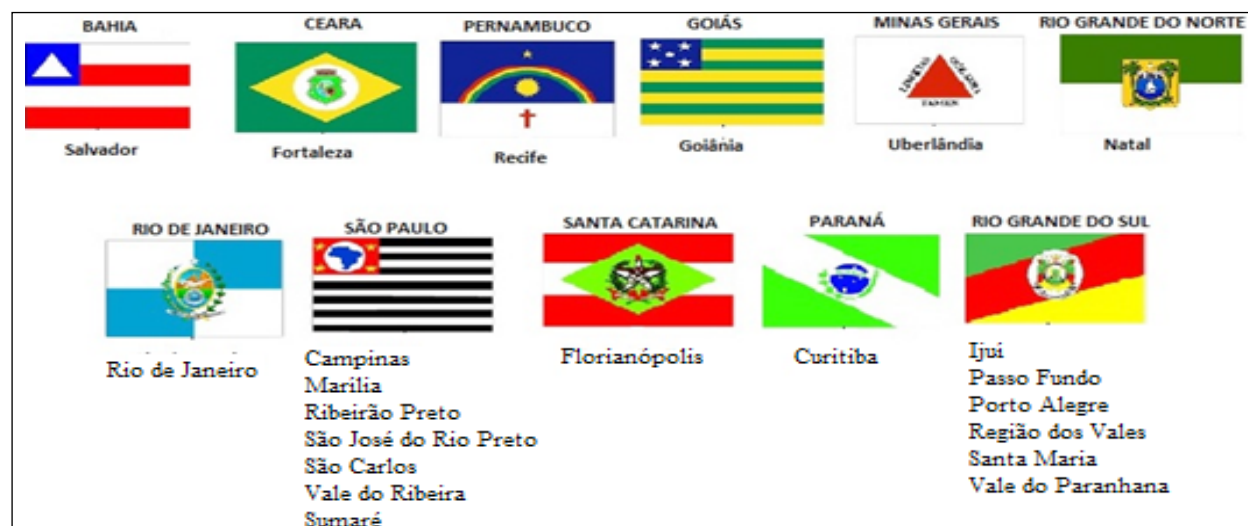 BAHIA
CEARA
PERNAMBUCO
GOIÁS
MINAS GERAIS
RIO GRANDE DO NORTE
Salvador
Fortaleza
Recife
Goiânia
Uberlândia
Natal
RIO DE JANEIRO
SÃO PAULO
SANTA CATARINA
PARANÁ
RIO GRANDE DO SUL
Rio de Janeiro
Campinas
Marilia
Ribeirão Preto
São José do Rio Preto
São Carlos
Vale do Ribeira
Sumaré
Florianópolis
Curitiba
Ijuí
Passo Fundo
Porto Alegre
Região dos Vales
Santa Maria
Vale do Paranhana